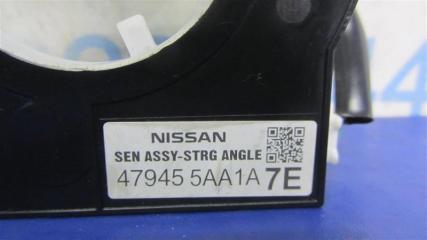 NISSAN
SEN ASSY-STRG ANGLE
47945 5AA1A 7E